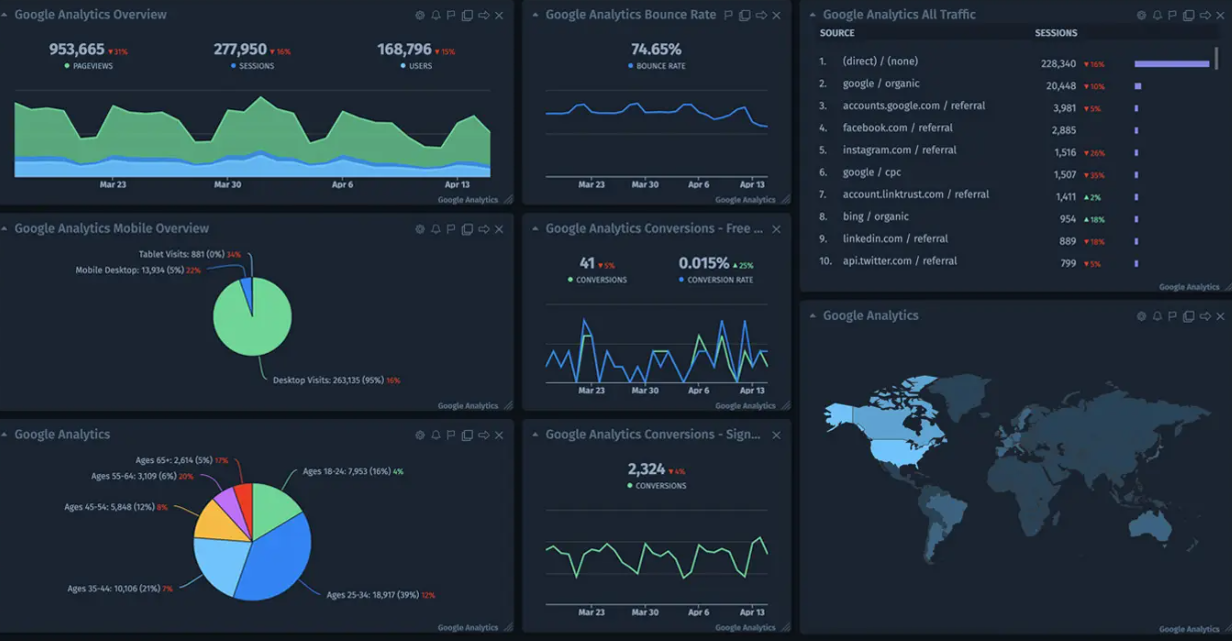 Google Analytics Overview
953,665 ▼31%
PAGEVIEWS
277,950 ▼16%
SESSIONS
168,796 ▼15%
USERS
Mar 23 Mar 30 Apr 6 Apr 13
Google Analytics
Google Analytics Bounce Rate
74.65%
BOUNCE RATE
Mar 23 Mar 30 Apr 6 Apr 13
Google Analytics
Google Analytics All Traffic
SOURCE SESSIONS
1. (direct) / (none) 228,340 ▼16%
2. google / organic 20,448 ▼10%
3. accounts.google.com / referral 3,981 ▼5%
4. facebook.com / referral 2,885
5. instagram.com / referral 1,516 ▼26%
6. google / cpc 1,507 ▼35%
7. account.linktrust.com / referral 1,411 ▲2%
8. bing / organic 954 ▲18%
9. linkedin.com / referral 889 ▼18%
10. api.twitter.com / referral 799 ▼5%
Google Analytics
Google Analytics Mobile Overview
Tablet Visits: 881 (0%) 34%
Mobile Desktop: 13,934 (5%) 22%
Desktop Visits: 263,135 (95%) 16%
Google Analytics
Google Analytics Conversions - Free ...
41 ▼5%
CONVERSIONS
0.015% ▲25%
CONVERSION RATE
Mar 23 Mar 30 Apr 6 Apr 13
Google Analytics
Google Analytics
Google Analytics
Google Analytics
Ages 65+: 2,614 (5%) 17%
Ages 55-64: 3,109 (6%) 20%
Ages 45-54: 5,848 (12%) 8%
Ages 35-44: 10,106 (21%) 7%
Ages 18-24: 7,953 (16%) 4%
Ages 25-34: 18,917 (39%) 12%
Google Analytics
Google Analytics Conversions - Sign...
2,324 ▼4%
CONVERSIONS
Mar 23 Mar 30 Apr 6 Apr 13
Google Analytics